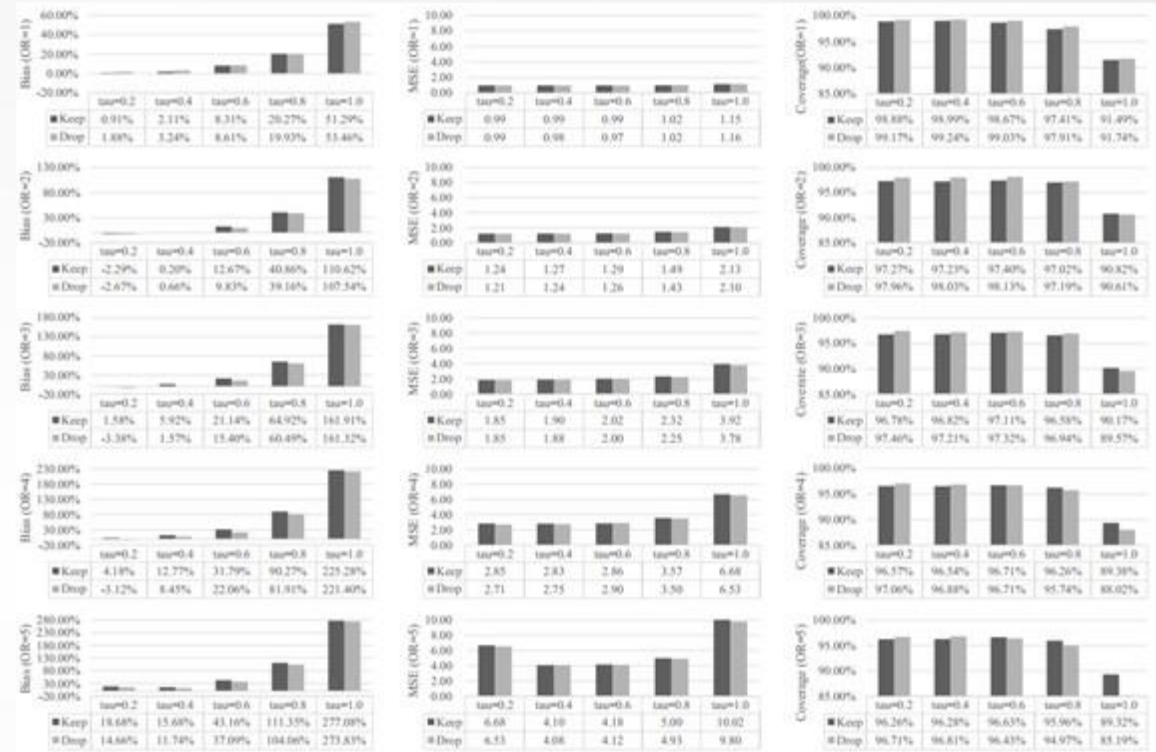 Bias (OR=1)
60.00%
40.00%
20.00%
0.00%
-20.00%
tau=0.2 tau=0.4 tau=0.6 tau=0.8 tau=1.0
Keep 0.91% 2.11% 8.31% 20.27% 51.29%
Drop 1.88% 3.24% 8.61% 19.93% 53.46%
MSE (OR=1)
10.00
8.00
6.00
4.00
2.00
0.00
tau=0.2 tau=0.4 tau=0.6 tau=0.8 tau=1.0
Keep 0.99 0.99 0.99 1.02 1.15
Drop 0.99 0.98 0.97 1.02 1.16
Coverage(OR=1)
100.00%
95.00%
90.00%
85.00%
tau=0.2 tau=0.4 tau=0.6 tau=0.8 tau=1.0
Keep 98.88% 98.99% 98.67% 97.41% 91.49%
Drop 99.17% 99.24% 99.03% 97.91% 91.74%
Bias (OR=2)
130.00%
80.00%
30.00%
-20.00%
tau=0.2 tau=0.4 tau=0.6 tau=0.8 tau=1.0
Keep -2.29% 0.20% 12.67% 40.86% 110.62%
Drop -2.67% 0.66% 9.83% 39.16% 107.54%
MSE (OR=2)
10.00
8.00
6.00
4.00
2.00
0.00
tau=0.2 tau=0.4 tau=0.6 tau=0.8 tau=1.0
Keep 1.24 1.27 1.29 1.49 2.13
Drop 1.21 1.24 1.26 1.43 2.10
Coverage (OR=2)
100.00%
95.00%
90.00%
85.00%
tau=0.2 tau=0.4 tau=0.6 tau=0.8 tau=1.0
Keep 97.27% 97.23% 97.40% 97.02% 90.82%
Drop 97.96% 98.03% 98.13% 97.19% 90.61%
Bias (OR=3)
180.00%
130.00%
80.00%
30.00%
-20.00%
tau=0.2 tau=0.4 tau=0.6 tau=0.8 tau=1.0
Keep 1.58% 5.92% 21.14% 64.92% 161.91%
Drop -3.38% 1.57% 15.40% 60.49% 161.32%
MSE (OR=3)
10.00
8.00
6.00
4.00
2.00
0.00
tau=0.2 tau=0.4 tau=0.6 tau=0.8 tau=1.0
Keep 1.85 1.90 2.02 2.32 3.92
Drop 1.85 1.88 2.00 2.25 3.78
(OR=3)
100.00%
95.00%
90.00%
85.00%
tau=0.2 tau=0.4 tau=0.6 tau=0.8 tau=1.0
Keep 96.78% 96.82% 97.11% 96.58% 90.17%
Drop 97.46% 97.21% 97.32% 96.94% 89.57%
Bias (OR=4)
230.00%
180.00%
130.00%
80.00%
30.00%
-20.00%
tau=0.2 tau=0.4 tau=0.6 tau=0.8 tau=1.0
Keep 4.18% 12.77% 31.79% 90.27% 225.28%
Drop -3.12% 8.45% 22.06% 81.91% 221.40%
MSE (OR=4)
10.00
8.00
6.00
4.00
2.00
0.00
tau=0.2 tau=0.4 tau=0.6 tau=0.8 tau=1.0
Keep 2.85 2.83 2.86 3.57 6.68
Drop 2.71 2.75 2.90 3.50 6.53
Coverage (OR=4)
100.00%
95.00%
90.00%
85.00%
tau=0.2 tau=0.4 tau=0.6 tau=0.8 tau=1.0
Keep 96.57% 96.54% 96.71% 96.26% 89.38%
Drop 97.06% 96.88% 96.71% 95.74% 88.02%
Bias (OR=5)
280.00%
230.00%
180.00%
130.00%
80.00%
30.00%
-20.00%
tau=0.2 tau=0.4 tau=0.6 tau=0.8 tau=1.0
Keep 19.68% 15.68% 43.16% 111.35% 277.08%
Drop 14.66% 11.74% 37.09% 104.06% 273.83%
MSE (OR=5)
10.00
8.00
6.00
4.00
2.00
0.00
tau=0.2 tau=0.4 tau=0.6 tau=0.8 tau=1.0
Keep 6.68 4.10 4.18 5.00 10.02
Drop 6.53 4.08 4.12 4.93 9.80
Coverage (OR=5)
100.00%
95.00%
90.00%
85.00%
tau=0.2 tau=0.4 tau=0.6 tau=0.8 tau=1.0
Keep 96.26% 96.28% 96.63% 95.96% 89.32%
Drop 96.71% 96.81% 96.43% 94.97% 85.19%